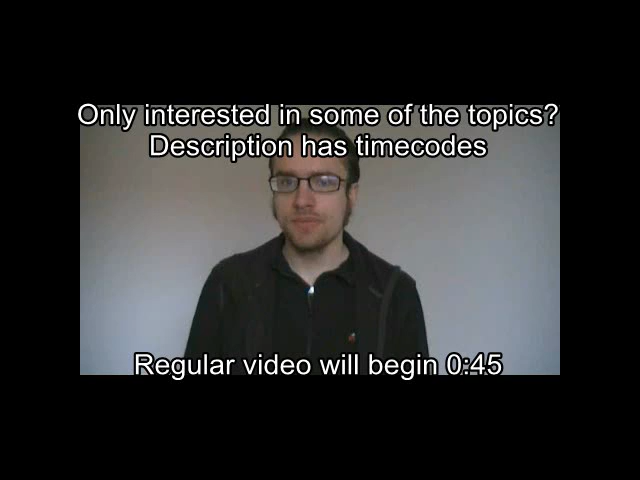 Only interested in some of the topics?
Description has timecodes
Regular video will begin 0:45